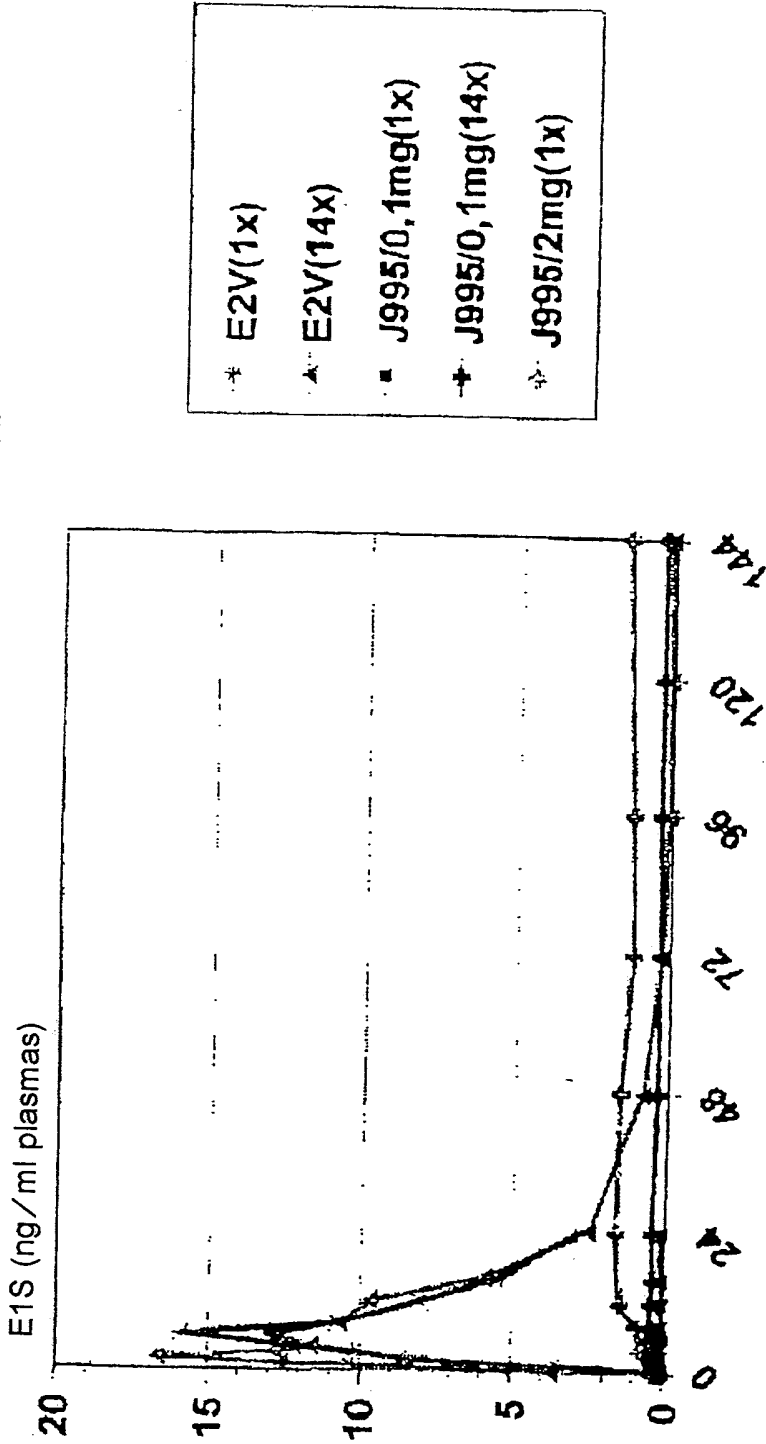 E1S (ng/ml plasmas)
20
15
10
5
0
0
24
48
72
96
120
144
E2V(1x)
E2V(14x)
J995/0,1mg(1x)
J995/0,1mg(14x)
J995/2mg(1x)